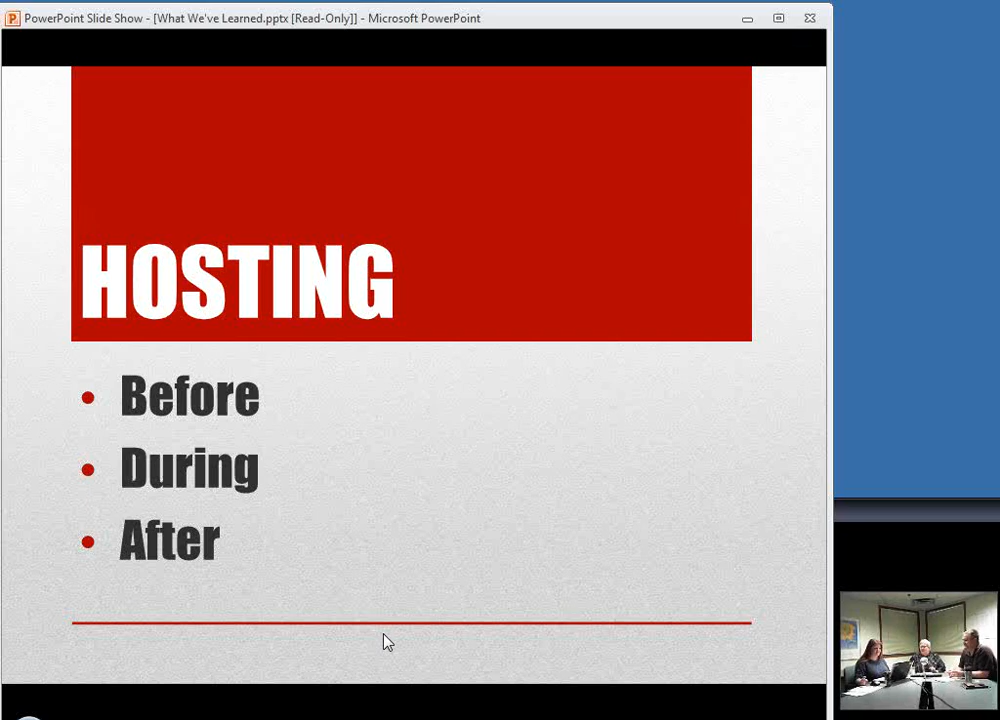 PowerPoint Slide Show - [What We've Learned.pptx [Read-Only]] - Microsoft PowerPoint
HOSTING
• Before
• During
• After